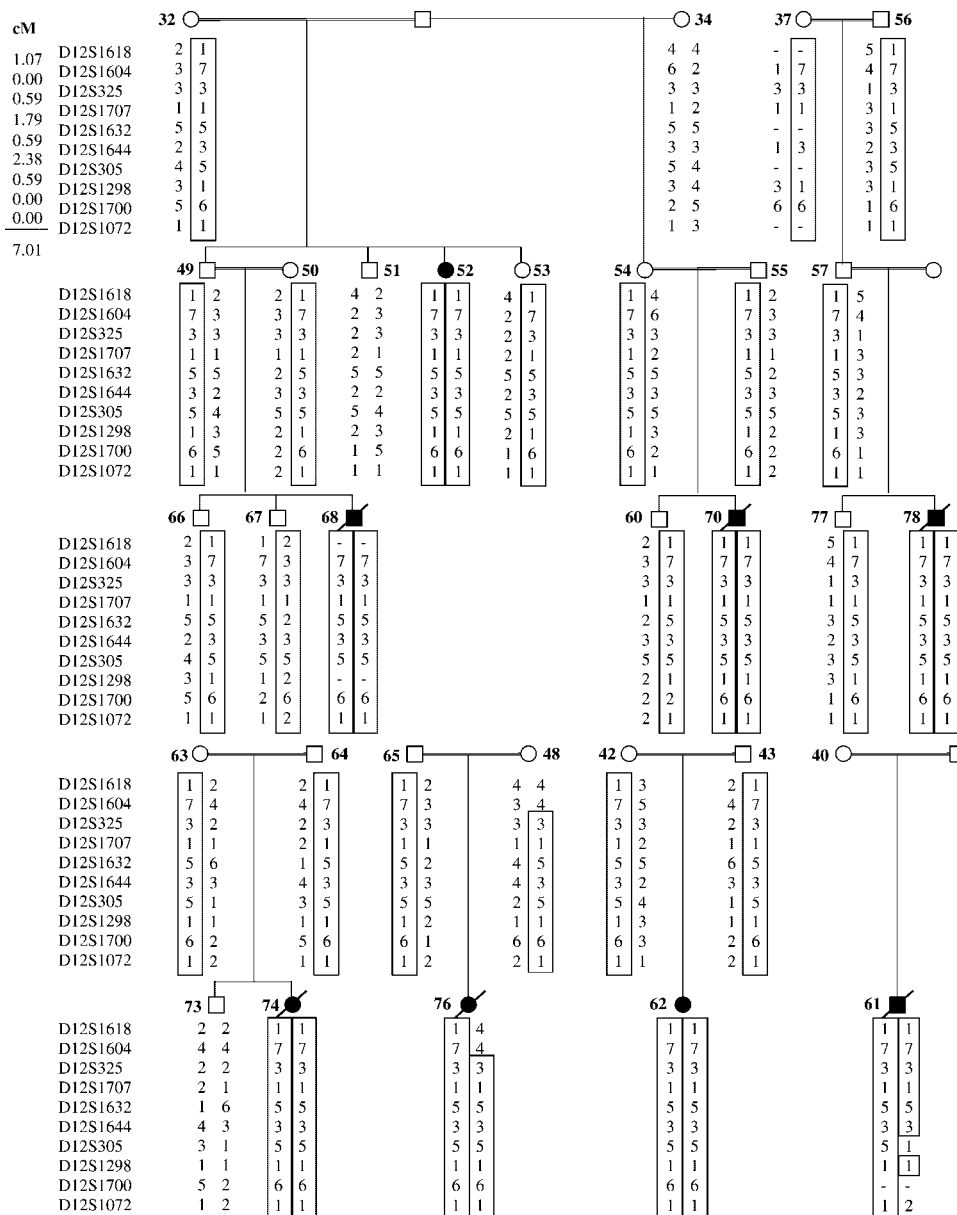 32 34 37 56
cM
1.07
0.00
0.59
1.79
0.59
2.38
0.59
0.00
0.00
7.01
D12S1618 2 1 4 4 - - 5 1
D12S1604 3 7 6 2 1 7 4 7
D12S325 3 3 3 3 3 3 1 3
D12S1707 1 1 1 2 1 1 3 1
D12S1632 5 5 5 5 - - 3 5
D12S1644 2 3 3 3 1 3 2 3
D12S305 4 5 5 4 - - 3 5
D12S1298 3 1 3 4 3 1 3 1
D12S1700 5 6 2 5 6 6 1 6
D12S1072 1 1 1 3 - - 1 1
49 50 51 52 53 54 55 57
D12S1618 1 2 2 1 4 2 1 1 4 1 1 4 1 2 1 5
D12S1604 7 3 3 7 2 3 7 7 2 7 7 6 7 3 7 4
D12S325 3 3 3 3 2 3 3 3 2 3 3 3 3 3 3 1
D12S1707 1 1 1 1 2 1 1 1 2 1 1 2 1 1 1 3
D12S1632 5 5 2 5 5 5 5 5 5 5 5 5 5 2 5 3
D12S1644 3 2 3 3 2 2 3 3 2 3 3 3 3 3 3 2
D12S305 5 4 5 5 5 4 5 5 5 5 5 5 5 5 5 3
D12S1298 1 3 2 1 2 3 1 1 2 1 1 3 1 2 1 3
D12S1700 6 5 2 6 1 5 6 6 1 6 6 2 6 2 6 1
D12S1072 1 1 2 1 1 1 1 1 1 1 1 1 1 1 1 1
66 67 68 60 70 77 78
D12S1618 2 1 1 2 - - 2 1 1 1 5 1 1 1
D12S1604 3 7 7 3 7 7 3 7 7 7 4 7 7 7
D12S325 3 3 3 3 3 3 3 3 3 3 1 3 3 3
D12S1707 1 1 1 1 1 1 1 1 1 1 3 1 1 1
D12S1632 5 5 5 2 5 5 2 5 5 5 3 5 5 5
D12S1644 2 3 3 3 3 3 3 3 3 3 2 3 3 3
D12S305 4 5 5 5 5 5 5 5 5 5 3 5 5 5
D12S1298 3 1 1 2 - - 2 1 1 1 3 1 1 1
D12S1700 5 6 2 6 6 6 2 2 6 6 1 6 6 6
D12S1072 1 1 1 2 1 1 2 1 1 1 1 1 1 1
63 64 65 48 42 43 40
D12S1618 1 2 2 1 1 2 4 4 1 3 2 1
D12S1604 7 4 4 7 7 3 3 4 7 5 4 7
D12S325 3 2 2 3 3 3 3 3 3 3 2 3
D12S1707 1 1 2 1 1 1 1 1 1 2 1 1
D12S1632 5 6 1 5 5 2 4 5 5 5 6 5
D12S1644 3 3 4 3 3 3 4 3 3 2 3 3
D12S305 5 1 3 5 5 5 2 5 5 4 1 5
D12S1298 1 1 1 1 1 2 1 1 1 3 1 1
D12S1700 6 2 5 6 6 1 6 6 6 3 2 6
D12S1072 1 2 1 1 1 2 2 1 1 1 2 1
73 74 76 62 61
D12S1618 2 2 1 1 1 4 1 1 1 1
D12S1604 4 4 7 7 7 4 7 7 7 7
D12S325 2 2 3 3 3 3 3 3 3 3
D12S1707 2 1 1 1 1 1 1 1 1 1
D12S1632 1 6 5 5 5 5 5 5 5 5
D12S1644 4 3 3 3 3 3 3 3 3 3
D12S305 3 1 5 5 5 5 5 5 5 1
D12S1298 1 1 1 1 1 1 1 1 1 1
D12S1700 5 2 6 6 6 6 6 6 - -
D12S1072 1 2 1 1 1 1 1 1 1 2